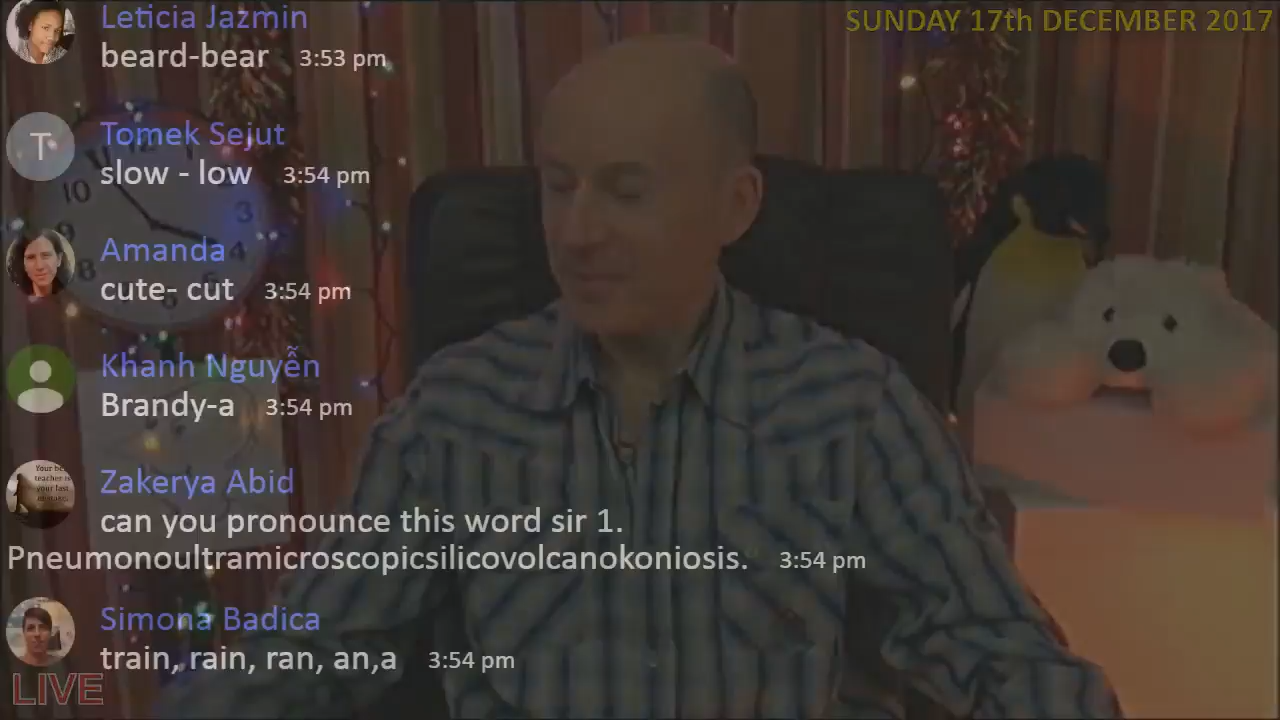 Leticia Jazmin
SUNDAY 17th DECEMBER 2017
beard-bear 3:53 pm
T
Tomek Sejut
slow - low 3:54 pm
Amanda
cute- cut 3:54 pm
Khanh Nguyễn
Brandy-a 3:54 pm
Zakerya Abid
can you pronounce this word sir 1.
Pneumonoultramicroscopicsilicovolcanokoniosis. 3:54 pm
Simona Badica
train, rain, ran, an,a 3:54 pm
LIVE